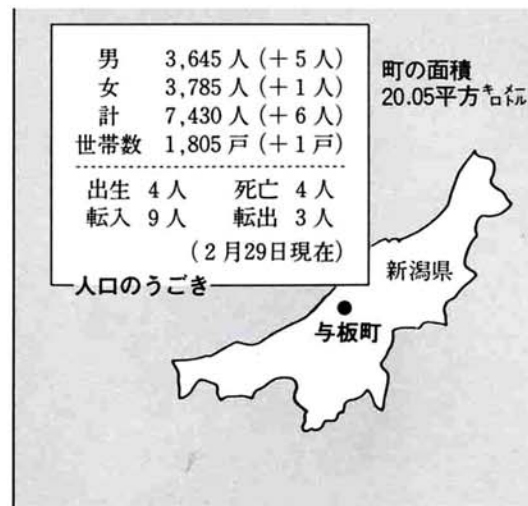 男 3,645人(+5人)
女 3,785人(+1人)
計 7,430人(+6人)
世帯数 1,805戸(+1戸)
出生 4人 死亡 4人
転入 9人 転出 3人
(2月29日現在)
人口のうごき
町の面積
20.05平方キロメートル
新潟県
与板町